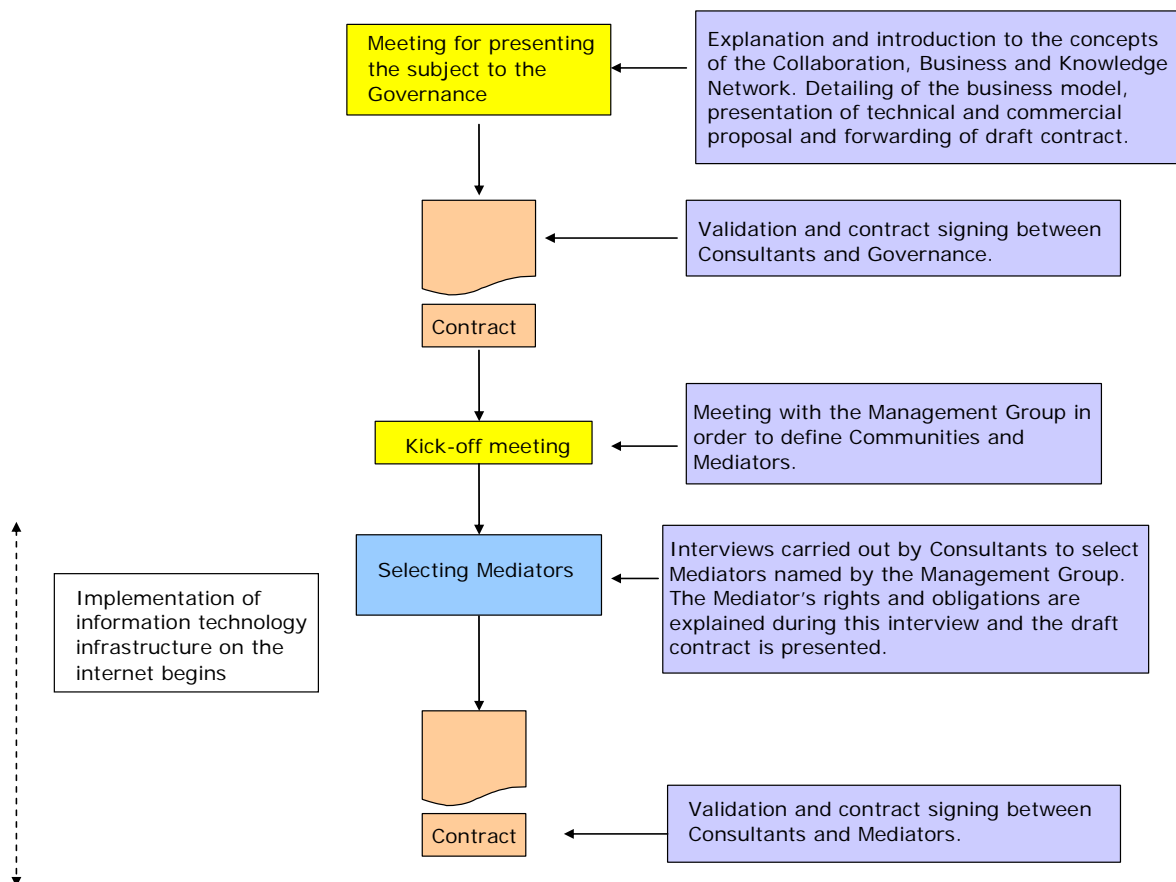 Meeting for presenting
the subject to the
Governance
Explanation and introduction to the concepts
of the Collaboration, Business and Knowledge
Network. Detailing of the business model,
presentation of technical and commercial
proposal and forwarding of draft contract.
Validation and contract signing between
Consultants and Governance.
Contract
Kick-off meeting
Meeting with the Management Group in
order to define Communities and
Mediators.
Selecting Mediators
Interviews carried out by Consultants to select
Mediators named by the Management Group.
The Mediator's rights and obligations are
explained during this interview and the draft
contract is presented.
Implementation of
information technology
infrastructure on the
internet begins
Contract
Validation and contract signing between
Consultants and Mediators.